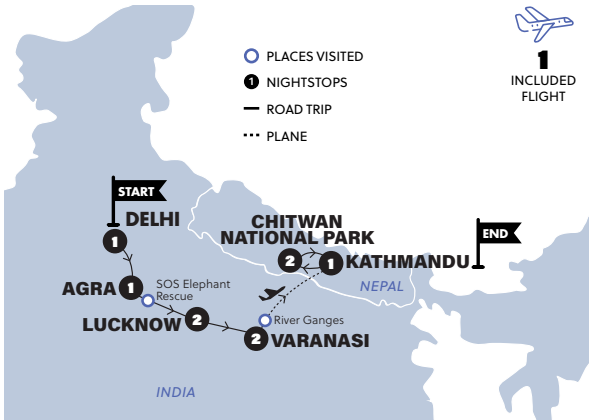 PLACES VISITED
1 NIGHTSTOPS
ROAD TRIP
PLANE
1
INCLUDED
FLIGHT
START
DELHI
1
CHITWAN
NATIONAL PARK
END
2
1
KATHMANDU
AGRA
1
SOS Elephant
Rescue
NEPAL
LUCKNOW
2
River Ganges
2
VARANASI
INDIA